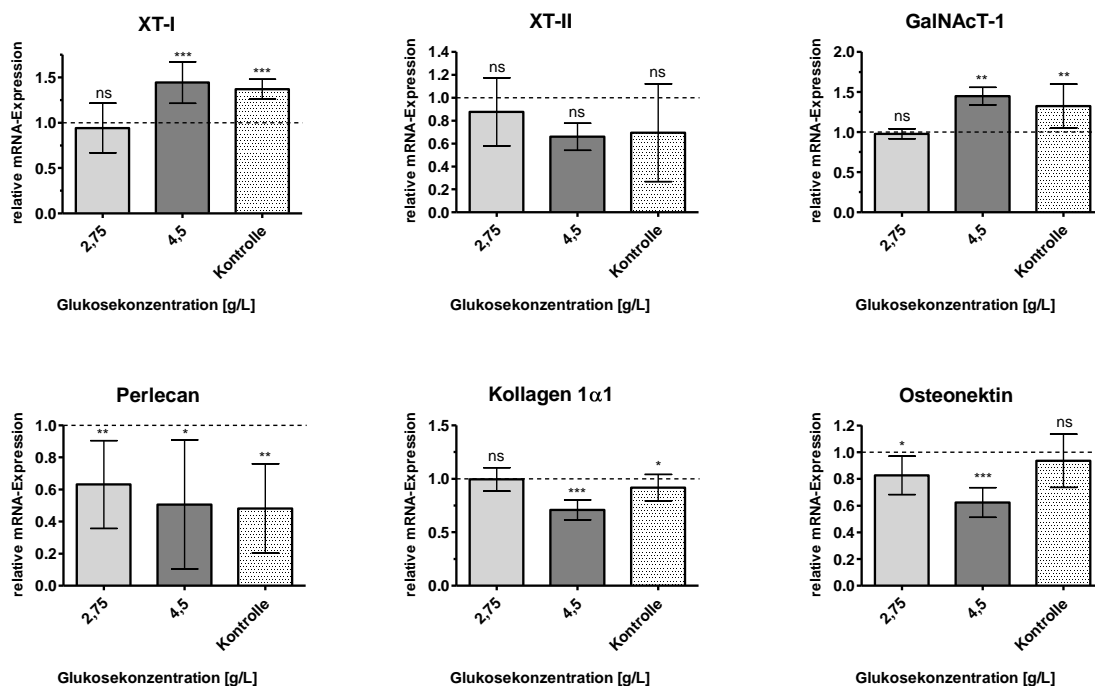 XT-I
relative mRNA-Expression
1.5
1.0
0.5
0.0
ns
***
***
2,75
4,5
Kontrolle
Glukosekonzentration [g/L]
XT-II
relative mRNA-Expression
1.4
1.2
1.0
0.8
0.6
0.4
0.2
0.0
ns
ns
ns
2,75
4,5
Kontrolle
Glukosekonzentration [g/L]
GalNAcT-1
relative mRNA-Expression
2.0
1.5
1.0
0.5
0.0
ns
**
**
2,75
4,5
Kontrolle
Glukosekonzentration [g/L]
Perlecan
relative mRNA-Expression
1.0
0.8
0.6
0.4
0.2
0.0
**
*
**
2,75
4,5
Kontrolle
Glukosekonzentration [g/L]
Kollagen 1α1
relative mRNA-Expression
1.5
1.0
0.5
0.0
ns
***
*
2,75
4,5
Kontrolle
Glukosekonzentration [g/L]
Osteonektin
relative mRNA-Expression
1.2
1.0
0.8
0.6
0.4
0.2
0.0
*
***
ns
2,75
4,5
Kontrolle
Glukosekonzentration [g/L]